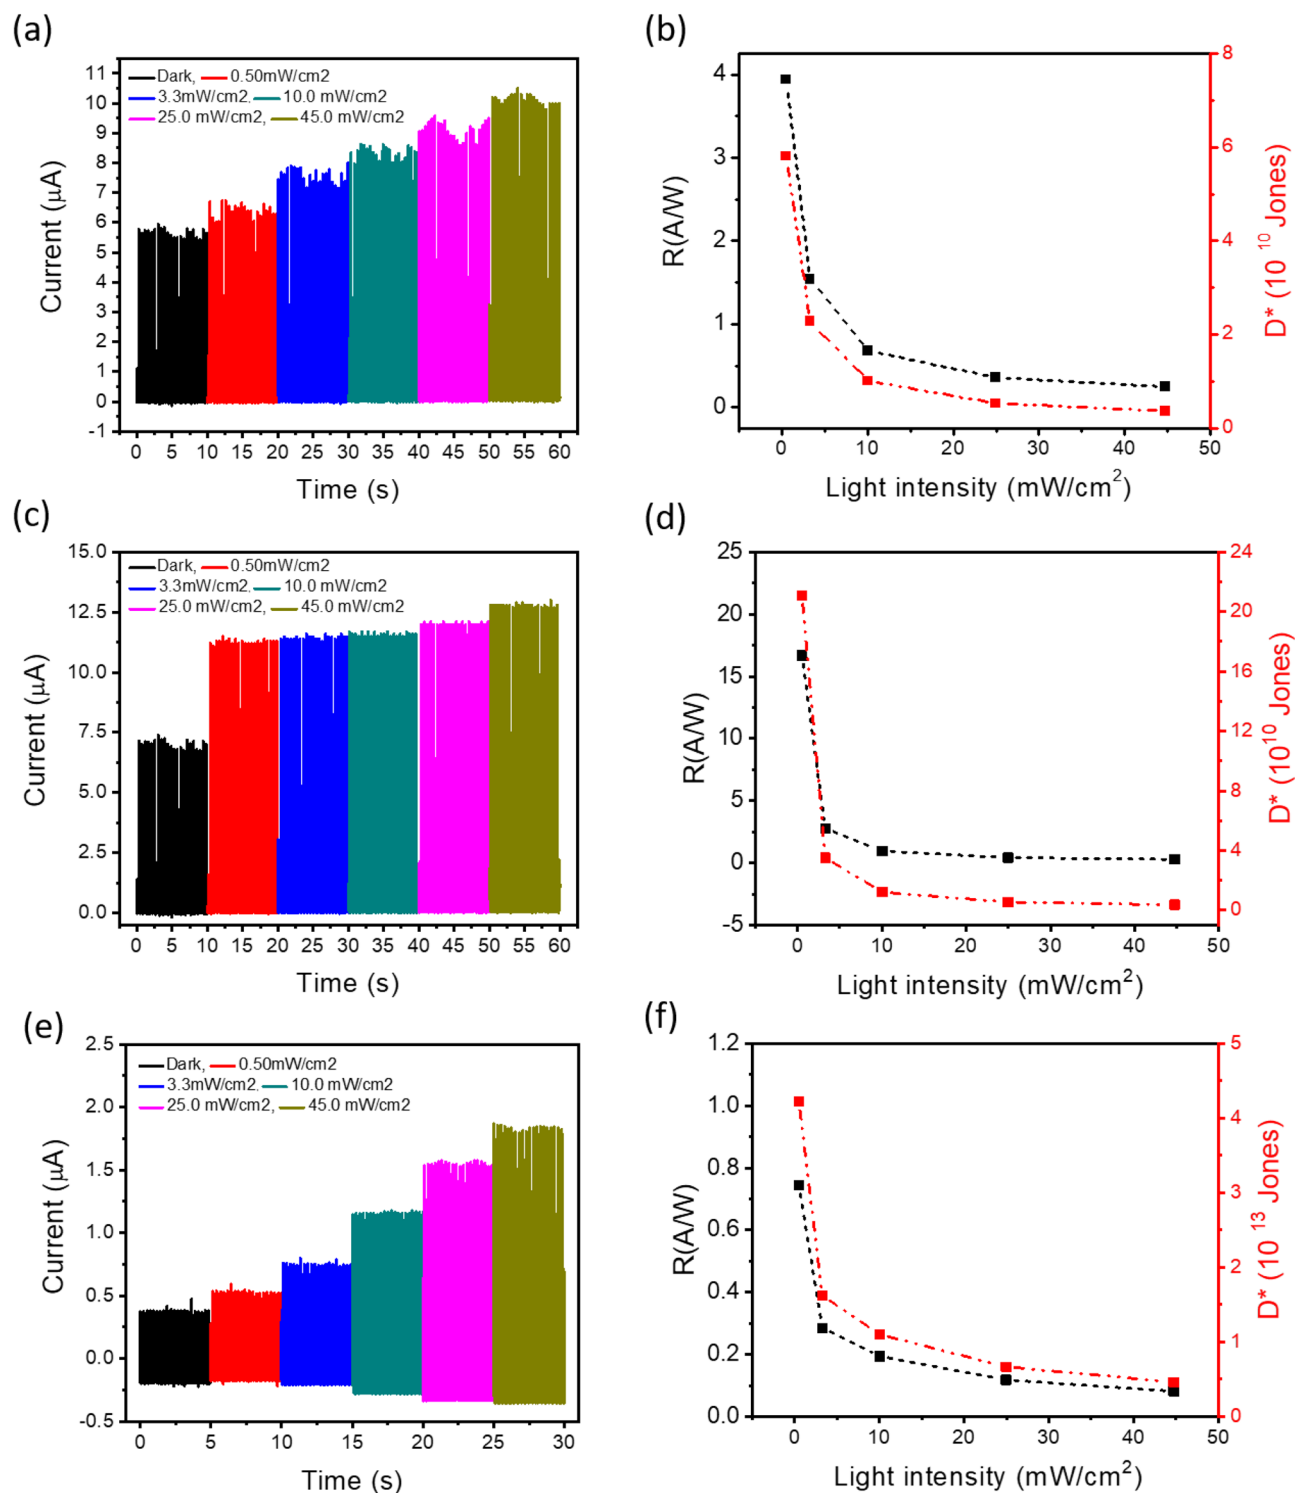 (a)
Current (µA)
11
10
9
8
7
6
5
4
3
2
1
0
-1
Dark, 0.50mW/cm2
3.3mW/cm2, 10.0 mW/cm2
25.0 mW/cm2, 45.0 mW/cm2
0 5 10 15 20 25 30 35 40 45 50 55 60
Time (s)
(b)
R(A/W)
4
3
2
1
0
8
6
4
2
0
D* (10 10 Jones)
0 10 20 30 40 50
Light intensity (mW/cm2)
(c)
Current (µA)
15.0
12.5
10.0
7.5
5.0
2.5
0.0
Dark, 0.50mW/cm2
3.3mW/cm2, 10.0 mW/cm2
25.0 mW/cm2, 45.0 mW/cm2
0 5 10 15 20 25 30 35 40 45 50 55 60
Time (s)
(d)
R(A/W)
25
20
15
10
5
0
-5
24
20
16
12
8
4
0
D* (10 10 Jones)
0 10 20 30 40 50
Light intensity (mW/cm2)
(e)
Current (µA)
2.5
2.0
1.5
1.0
0.5
0.0
-0.5
Dark, 0.50mW/cm2
3.3mW/cm2, 10.0 mW/cm2
25.0 mW/cm2, 45.0 mW/cm2
0 5 10 15 20 25 30
Time (s)
(f)
R(A/W)
1.2
1.0
0.8
0.6
0.4
0.2
0.0
5
4
3
2
1
0
D* (10 13 Jones)
0 10 20 30 40 50
Light intensity (mW/cm2)